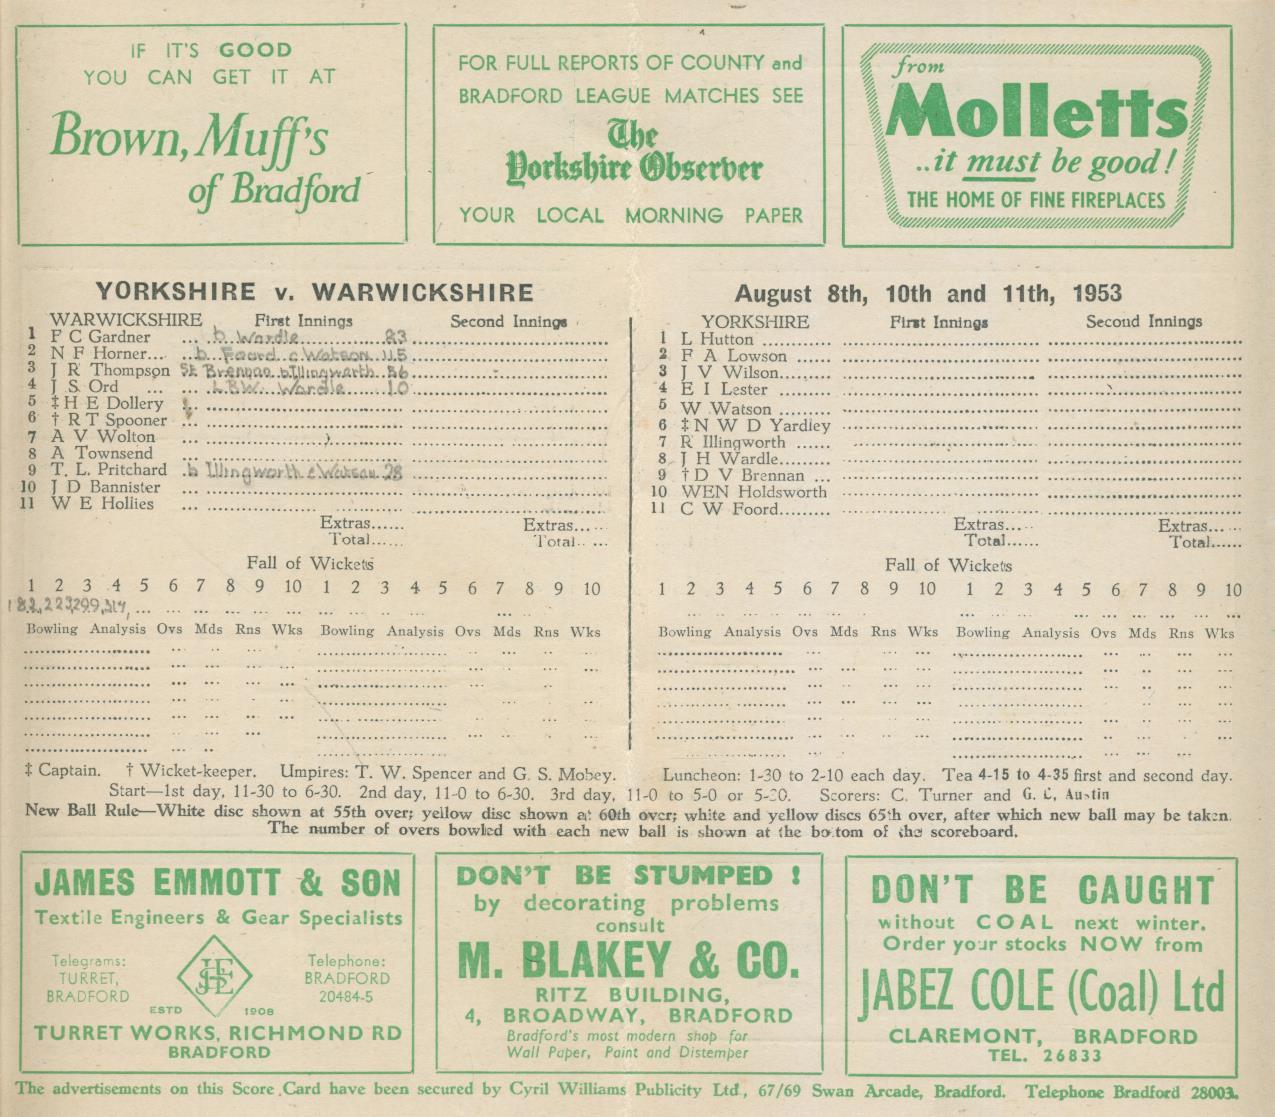 IF IT'S GOOD
YOU CAN GET IT AT
Brown, Muff's
of Bradford
FOR FULL REPORTS OF COUNTY and
BRADFORD LEAGUE MATCHES SEE
The
Yorkshire Observer
YOUR LOCAL MORNING PAPER
from
Molletts
..it must be good!
THE HOME OF FINE FIREPLACES
YORKSHIRE v. WARWICKSHIRE
WARWICKSHIRE First Innings Second Innings
1 F C Gardner ... b Wardle 83
2 N F Horner... b Foord c Watson 115
3 J R Thompson St Brennan b Illingworth 56
4 J S Ord ... LBW. Wardle 10
5 ‡H E Dollery ...
6 † R T Spooner ...
7 A V Wolton ...
8 A Townsend
9 T. L. Pritchard b Illingworth c Watson 28
10 J D Bannister ...
11 W E Hollies ...
Extras...... Extras......
Total...... Total......
Fall of Wickets
1 2 3 4 5 6 7 8 9 10 1 2 3 4 5 6 7 8 9 10
182, 223, 299, 314,
Bowling Analysis Ovs Mds Rns Wks Bowling Analysis Ovs Mds Rns Wks
August 8th, 10th and 11th, 1953
YORKSHIRE First Innings Second Innings
1 L Hutton
2 F A Lowson
3 J V Wilson
4 E I Lester
5 W Watson
6 ‡N W D Yardley
7 R Illingworth
8 J H Wardle
9 †D V Brennan ...
10 WEN Holdsworth
11 C W Foord
Extras...... Extras......
Total...... Total......
Fall of Wickets
1 2 3 4 5 6 7 8 9 10 1 2 3 4 5 6 7 8 9 10
Bowling Analysis Ovs Mds Rns Wks Bowling Analysis Ovs Mds Rns Wks
‡ Captain. † Wicket-keeper. Umpires: T. W. Spencer and G. S. Mobey. Luncheon: 1-30 to 2-10 each day. Tea 4-15 to 4-35 first and second day.
Start—1st day, 11-30 to 6-30. 2nd day, 11-0 to 6-30. 3rd day, 11-0 to 5-0 or 5-30. Scorers: C. Turner and G. C. Austin
New Ball Rule—White disc shown at 55th over; yellow disc shown at 60th over; white and yellow discs 65th over, after which new ball may be taken.
The number of overs bowled with each new ball is shown at the bottom of the scoreboard.
JAMES EMMOTT & SON
Textile Engineers & Gear Specialists
Telegrams:
TURRET,
BRADFORD
JES
ESTD 1908
Telephone:
BRADFORD
20484-5
TURRET WORKS, RICHMOND RD
BRADFORD
DON'T BE STUMPED !
by decorating problems
consult
M. BLAKEY & CO.
RITZ BUILDING,
4, BROADWAY, BRADFORD
Bradford's most modern shop for
Wall Paper, Paint and Distemper
DON'T BE CAUGHT
without COAL next winter.
Order your stocks NOW from
JABEZ COLE (Coal) Ltd
CLAREMONT, BRADFORD
TEL. 26833
The advertisements on this Score Card have been secured by Cyril Williams Publicity Ltd, 67/69 Swan Arcade, Bradford. Telephone Bradford 28003.